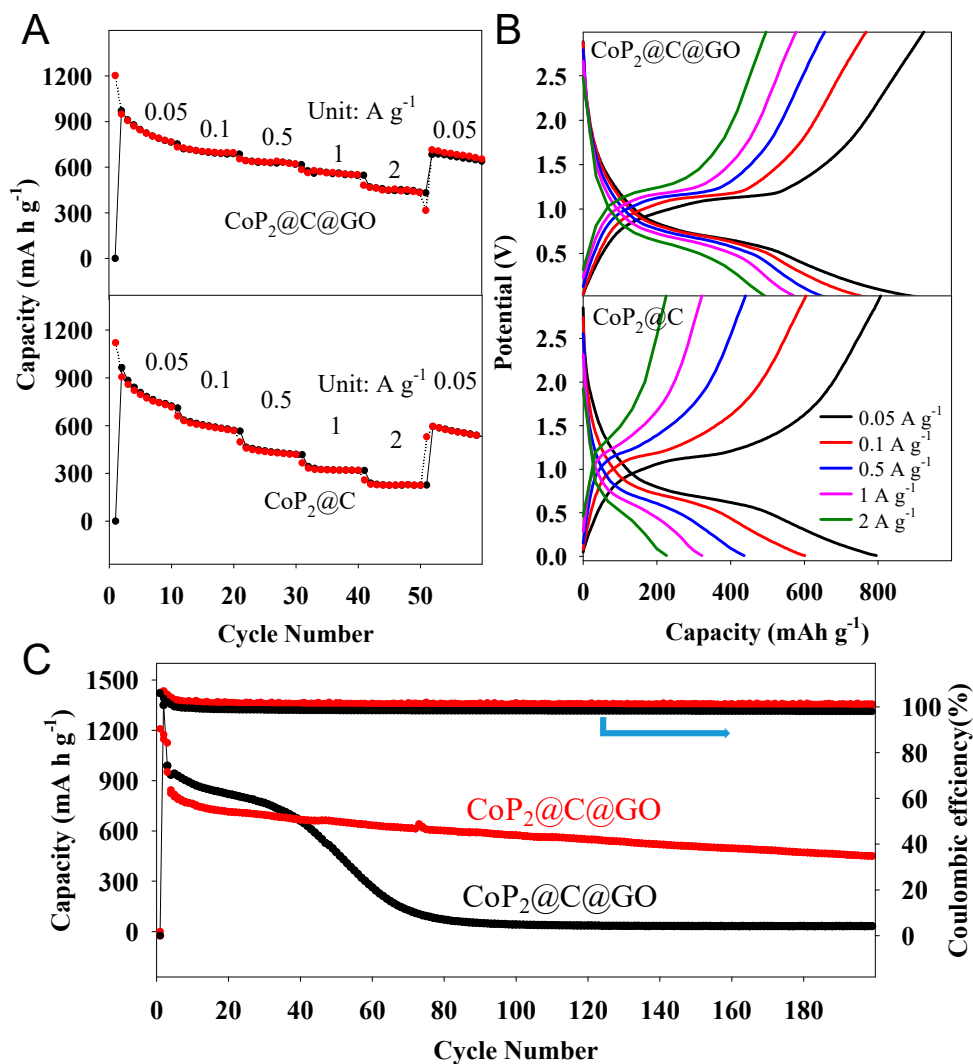 A
Capacity (mA h g-1)
1200
900
600
300
0
0.05
0.1
0.5
Unit: A g-1
1
2
0.05
CoP2@C@GO
1200
900
600
300
0
0.05
0.1
0.5
Unit: A g-1
1
2
0.05
CoP2@C
0 10 20 30 40 50
Cycle Number
B
Potential (V)
CoP2@C@GO
2.5
2.0
1.5
1.0
0.5
CoP2@C
2.5
2.0
1.5
1.0
0.5
0.0
0.05 A g-1
0.1 A g-1
0.5 A g-1
1 A g-1
2 A g-1
0 200 400 600 800
Capacity (mAh g-1)
C
Capacity (mA h g-1)
1500
1200
900
600
300
0
CoP2@C@GO
CoP2@C@GO
100
80
60
40
20
0
Coulombic effciency(%)
0 20 40 60 80 100 120 140 160 180
Cycle Number